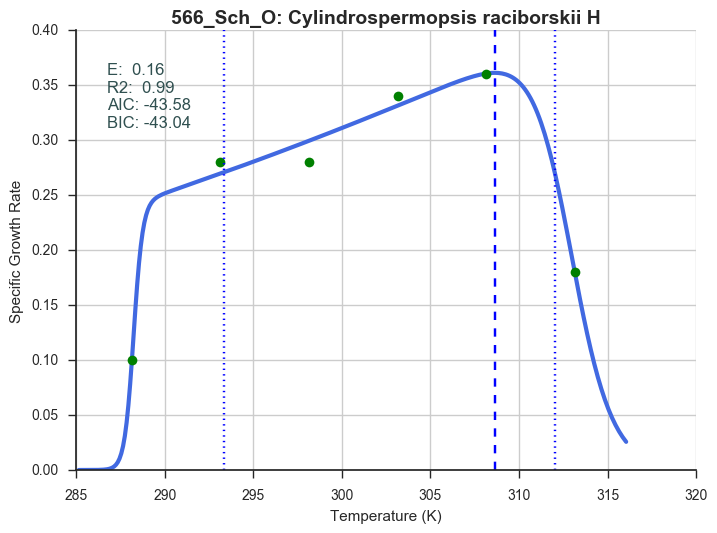 566_Sch_O: Cylindrospermopsis raciborskii H
E:  0.16
R2:  0.99
AIC: -43.58
BIC: -43.04
Specific Growth Rate
0.40
0.35
0.30
0.25
0.20
0.15
0.10
0.05
0.00
285 290 295 300 305 310 315 320
Temperature (K)